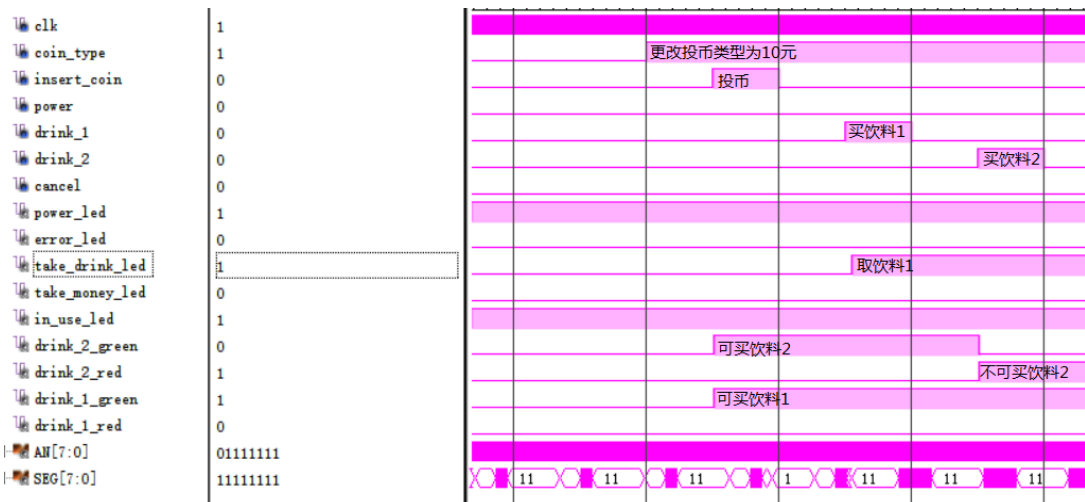 clk 1
coin_type 1 更改投币类型为10元
insert_coin 0 投币
power 0
drink_1 0 买饮料1
drink_2 0 买饮料2
cancel 0
power_led 1
error_led 0
take_drink_led 1 取饮料1
take_money_led 0
in_use_led 1
drink_2_green 0 可买饮料2
drink_2_red 1 不可买饮料2
drink_1_green 1 可买饮料1
drink_1_red 0
AN[7:0] 01111111
SEG[7:0] 11111111 11 11 11 1 11 11 11